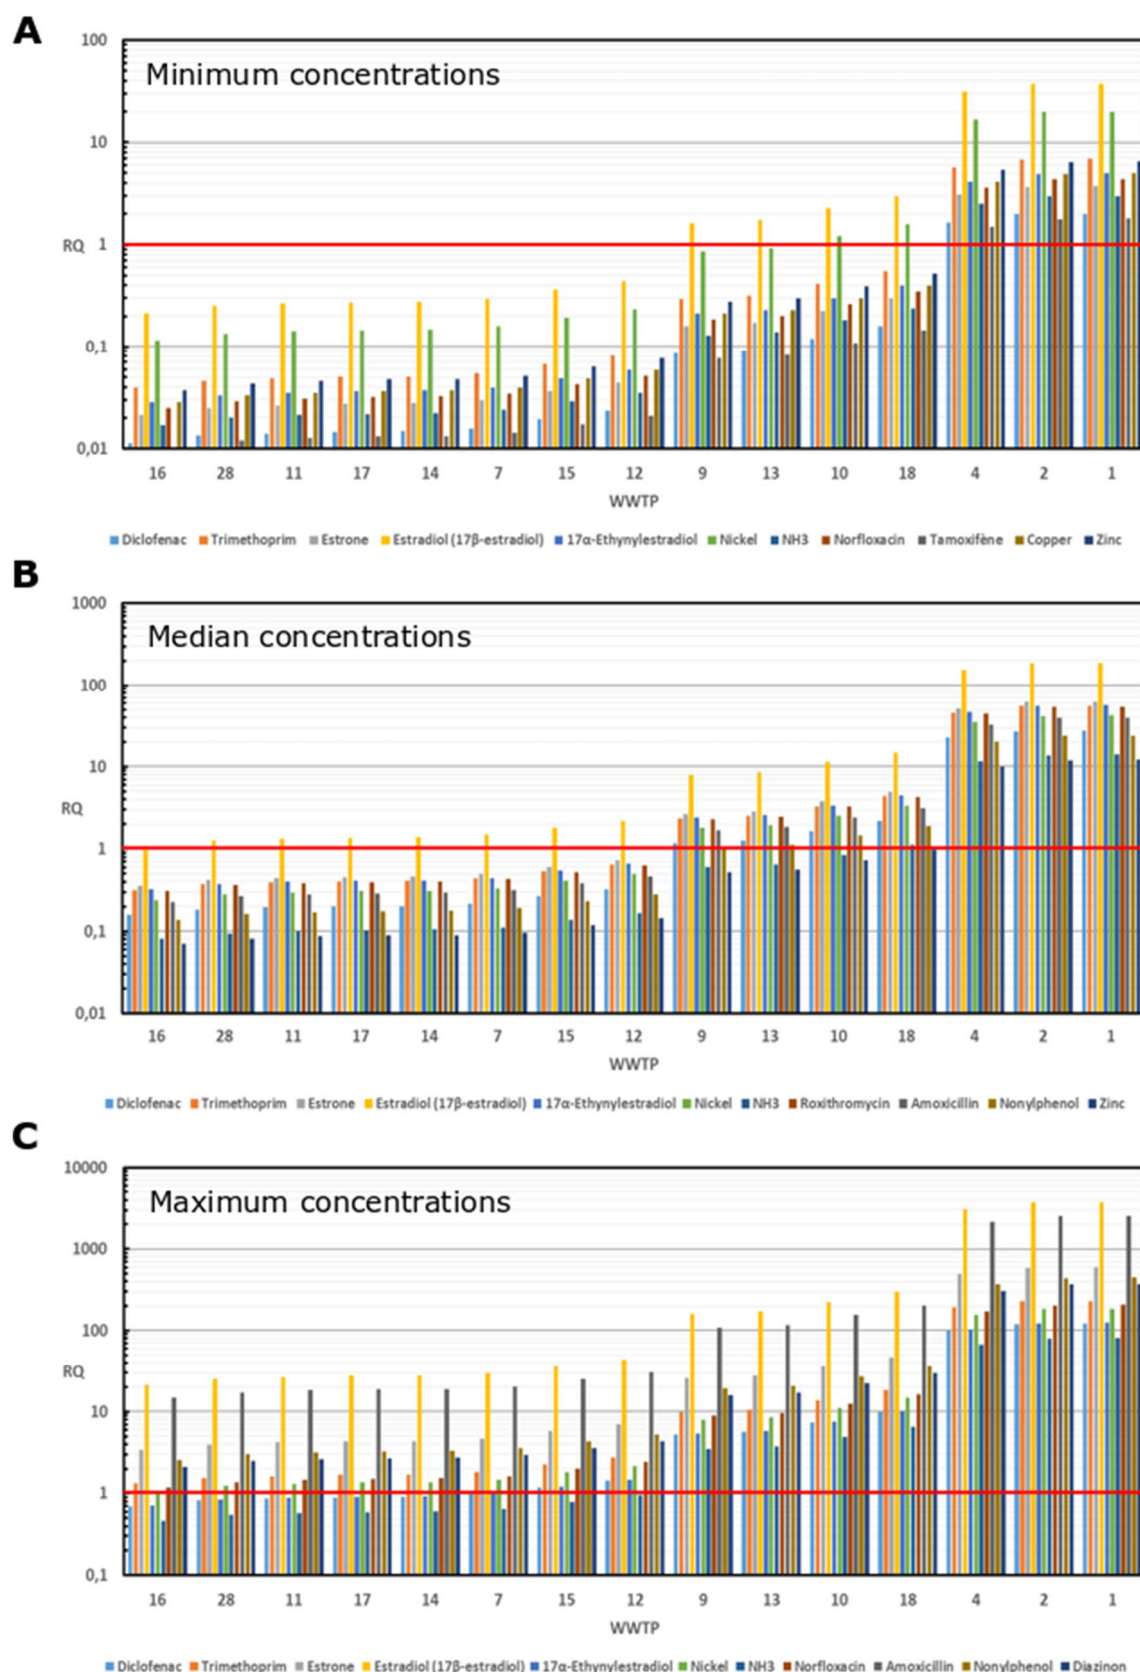 A
Minimum concentrations
100
10
RQ 1
0,1
0,01
16 28 11 17 14 7 15 12 9 13 10 18 4 2 1
WWTP
Diclofenac Trimethoprim Estrone Estradiol (17β-estradiol) 17α-Ethynylestradiol Nickel NH3 Norfloxacin Tamoxifène Copper Zinc
B
Median concentrations
1000
100
10
RQ
1
0,1
0,01
16 28 11 17 14 7 15 12 9 13 10 18 4 2 1
WWTP
Diclofenac Trimethoprim Estrone Estradiol (17β-estradiol) 17α-Ethynylestradiol Nickel NH3 Roxithromycin Amoxicillin Nonylphenol Zinc
C
Maximum concentrations
10000
1000
100
RQ
10
1
0,1
16 28 11 17 14 7 15 12 9 13 10 18 4 2 1
WWTP
Diclofenac Trimethoprim Estrone Estradiol (17β-estradiol) 17α-Ethynylestradiol Nickel NH3 Norfloxacin Amoxicillin Nonylphenol Diazinon